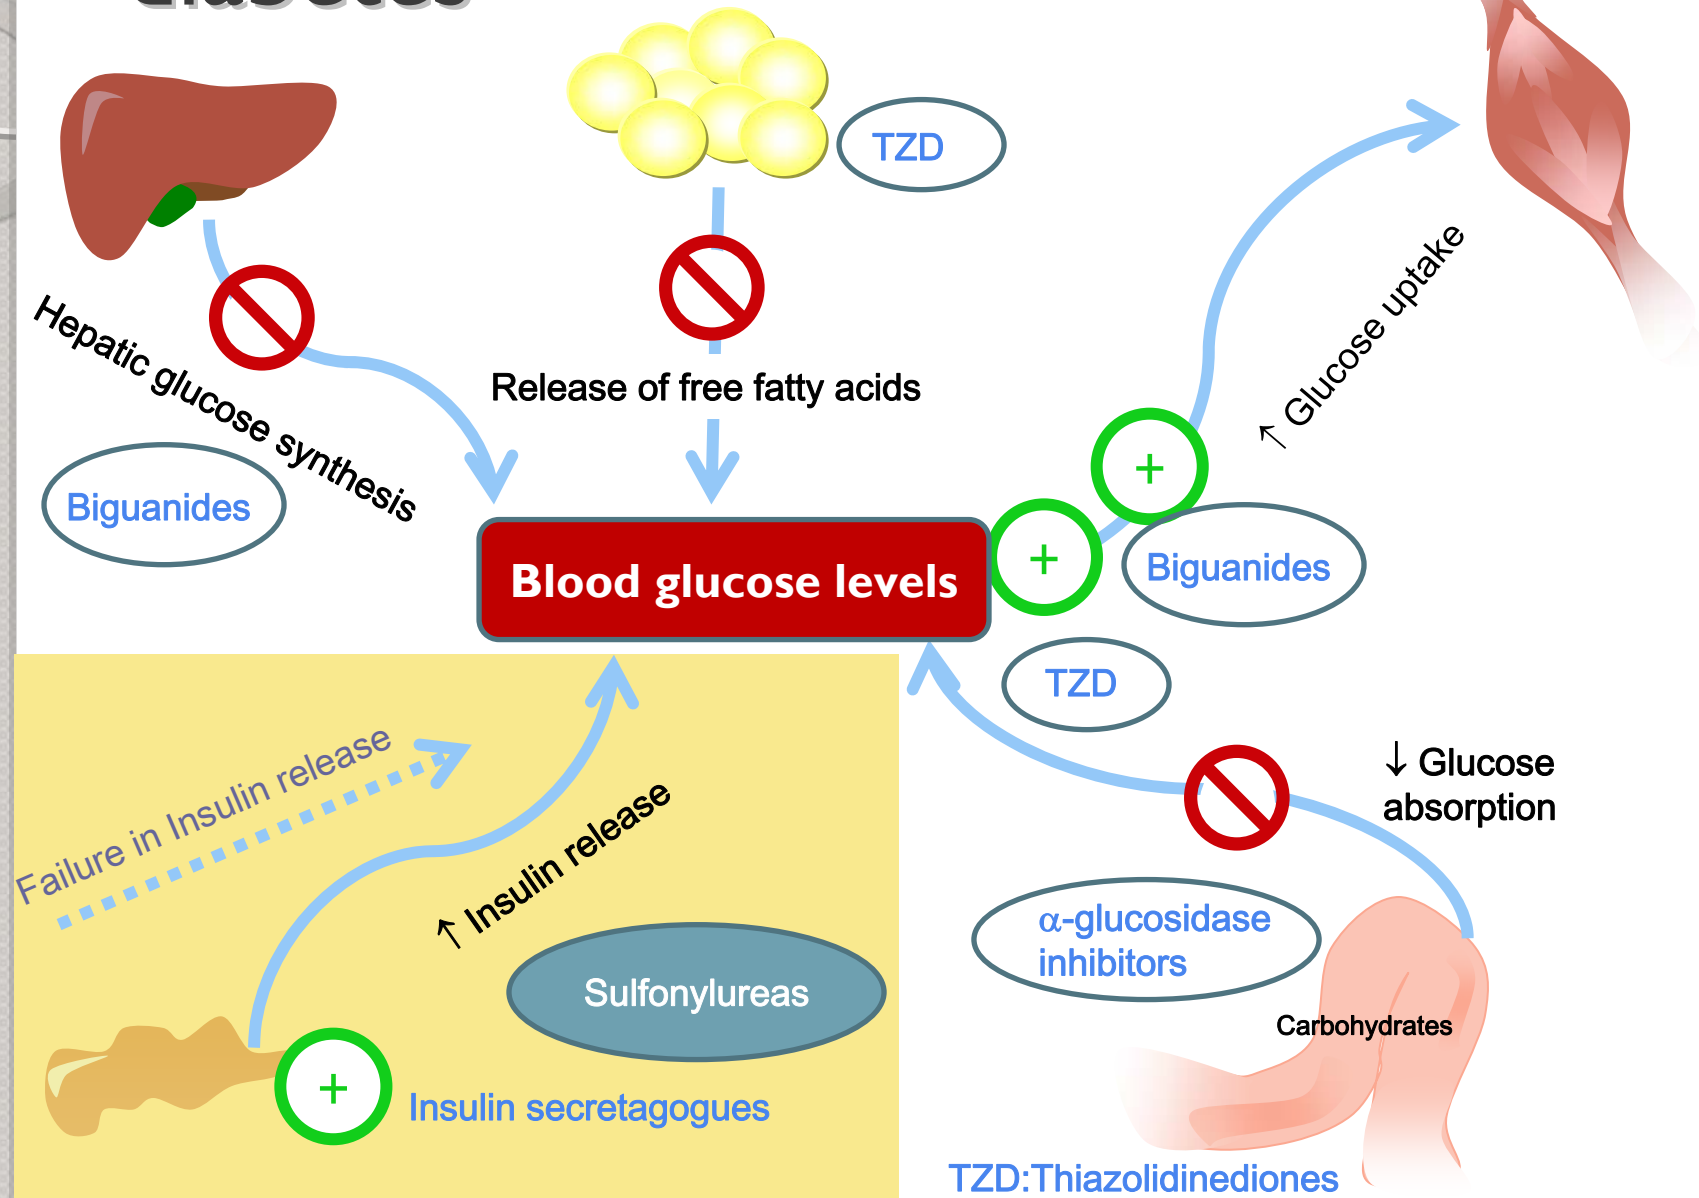 diabetes
TZD
Hepatic glucose synthesis
Release of free fatty acids
↑ Glucose uptake
Biguanides
+
+
Biguanides
Blood glucose levels
TZD
Failure in Insulin release
↑ Insulin release
↓ Glucose
absorption
α-glucosidase
inhibitors
Sulfonylureas
Carbohydrates
+
Insulin secretagogues
TZD:Thiazolidinediones